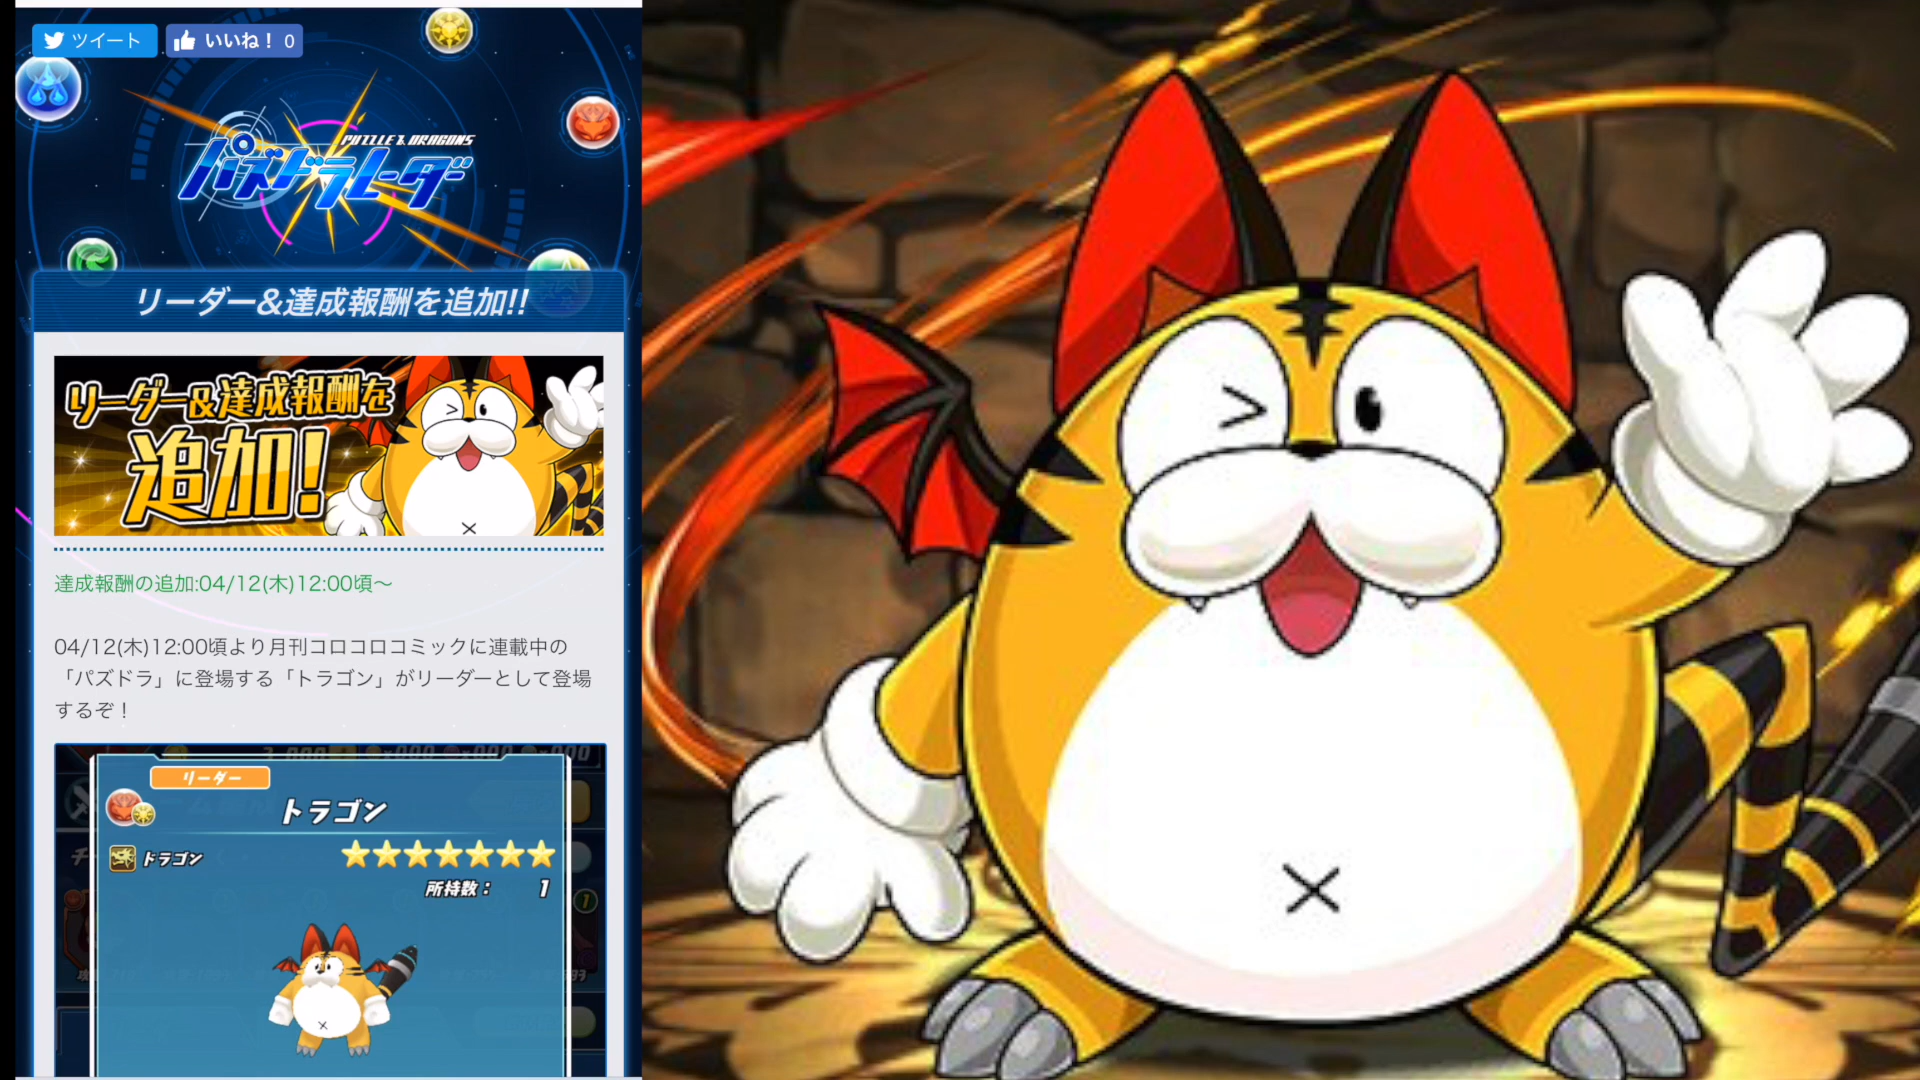 ツイート
いいね！ 0
PUZZLE & DRAGONS
パズドラレーダー
リーダー&達成報酬を追加!!
リーダー&達成報酬を
追加!
達成報酬の追加:04/12(木)12:00頃〜
04/12(木)12:00頃より月刊コロコロコミックに連載中の
「パズドラ」に登場する「トラゴン」がリーダーとして登場
するぞ！
リーダー
トラゴン
ドラゴン
所持数： 1